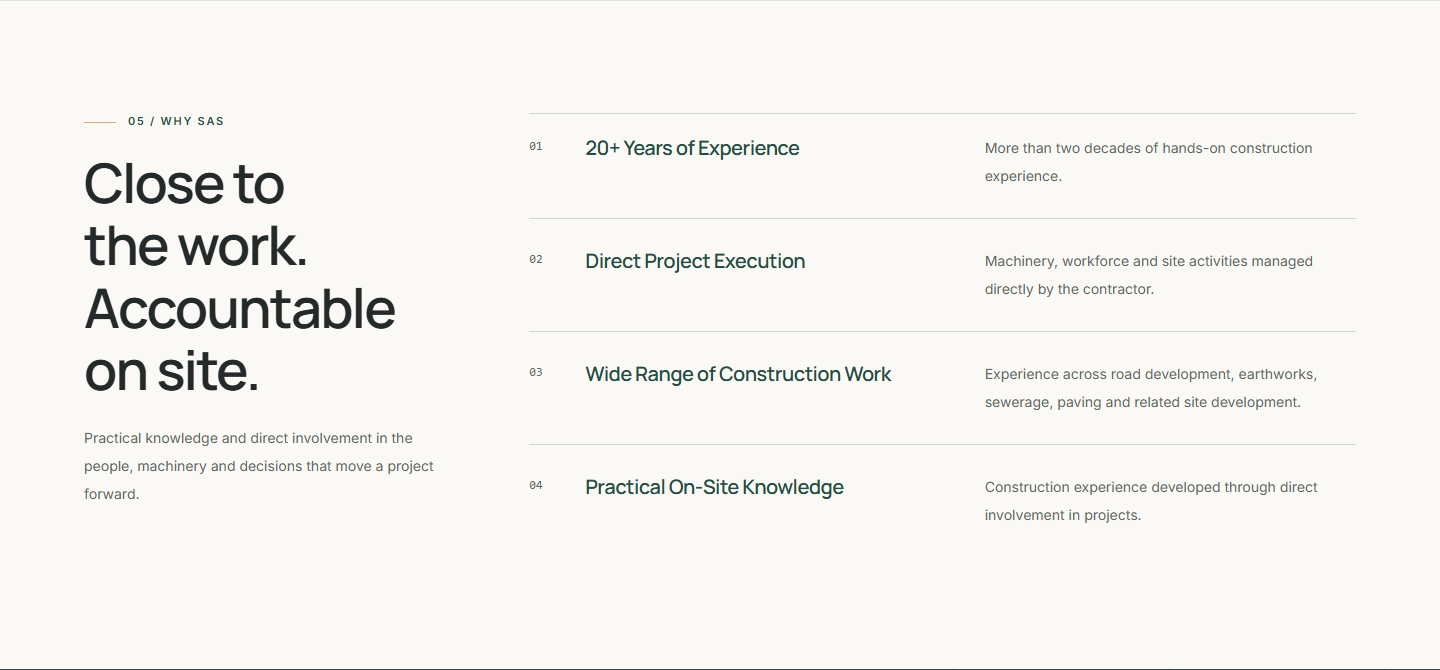 05 / WHY SAS
Close to
the work.
Accountable
on site.
Practical knowledge and direct involvement in the
people, machinery and decisions that move a project
forward.
01
20+ Years of Experience
More than two decades of hands-on construction
experience.
02
Direct Project Execution
Machinery, workforce and site activities managed
directly by the contractor.
03
Wide Range of Construction Work
Experience across road development, earthworks,
sewerage, paving and related site development.
04
Practical On-Site Knowledge
Construction experience developed through direct
involvement in projects.